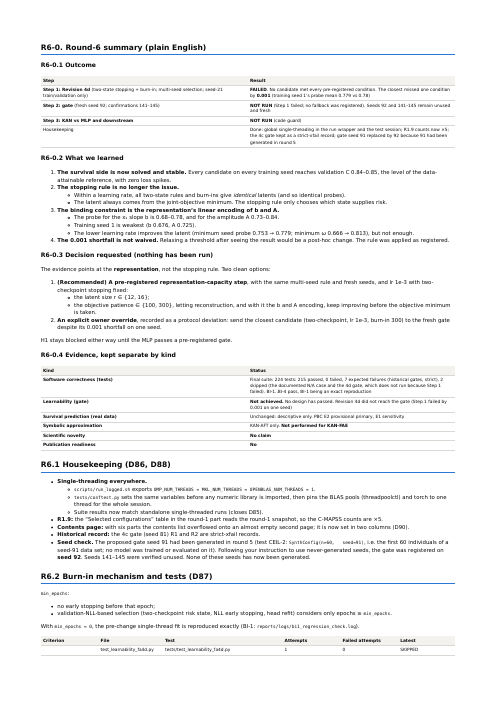 R6-0. Round-6 summary (plain English)
R6-0.1 Outcome
Step Result
Step 1: Revision 4d (two-state stopping + burn-in; multi-seed selection, seed-21 FAILED. No candidate met every pre-registered condition. The closest missed one condition
train/validation only) by 0.001 (training seed 1's probe mean 0.779 vs 0.78)
Step 2: gate (fresh seed 92; confirmations 141–145) NOT RUN (Step 1 failed; no fallback was registered). Seeds 92 and 141–145 remain unused
and fresh
Step 3: KAN vs MLP and downstream NOT RUN (code guard)
Housekeeping Done: global single-threading in the run wrapper and the test session; R1.9 counts now ×5;
the 4c gate kept as a strict-xfail record; gate seed 91 replaced by 92 because 91 had been
generated in round 5
R6-0.2 What we learned
1. The survival side is now solved and stable. Every candidate on every training seed reaches validation C 0.84–0.85, the level of the data-
attainable reference, with zero loss spikes.
2. The stopping rule is no longer the issue.
Within a learning rate, all two-state rules and burn-ins give identical latents (and so identical probes).
The latent always comes from the joint-objective minimum. The stopping rule only chooses which state supplies risk.
3. The binding constraint is the representation's linear encoding of b and A.
The probe for the x₁ slope b is 0.68–0.78, and for the amplitude A 0.73–0.84.
Training seed 1 is weakest (b 0.676, A 0.725).
The lower learning rate improves the latent (minimum seed probe 0.753 → 0.779; minimum ω 0.666 → 0.813), but not enough.
4. The 0.001 shortfall is not waived. Relaxing a threshold after seeing the result would be a post-hoc change. The rule was applied as registered.
R6-0.3 Decision requested (nothing has been run)
The evidence points at the representation, not the stopping rule. Two clean options:
1. (Recommended) A pre-registered representation-capacity step, with the same multi-seed rule and fresh seeds, and lr 1e-3 with two-
checkpoint stopping fixed:
the latent size r ∈ {12, 16};
the objective patience ∈ {100, 300}, letting reconstruction, and with it the b and A encoding, keep improving before the objective minimum
is taken.
2. An explicit owner override, recorded as a protocol deviation: send the closest candidate (two-checkpoint, lr 1e-3, burn-in 300) to the fresh gate
despite its 0.001 shortfall on one seed.
H1 stays blocked either way until the MLP passes a pre-registered gate.
R6-0.4 Evidence, kept separate by kind
Kind Status
Software correctness (tests) Final suite: 224 tests: 215 passed, 0 failed, 7 expected failures (historical gates, strict), 2
skipped (the documented N/A case and the 4d gate, which does not run because Step 1
failed). BI-1, BI-4 pass, BI-1 being an exact reproduction.
Learnability (gate) Not achieved. No design has passed. Revision 4d did not reach the gate (Step 1 failed by
0.001 on one seed)
Survival prediction (real data) Unchanged: descriptive only. PBC E2 provisional primary, E1 sensitivity
Symbolic approximation KAN-AFT only. Not performed for KAN-FAE
Scientific novelty No claim
Publication readiness No
R6.1 Housekeeping (D86, D88)
Single-threading everywhere.
scripts/run_logged.sh exports OMP_NUM_THREADS = MKL_NUM_THREADS = OPENBLAS_NUM_THREADS = 1.
tests/conftest.py sets the same variables before any numeric library is imported, then pins the BLAS pools (threadpoolctl) and torch to one
thread for the whole session.
Suite results now match standalone single-threaded runs (closes D85).
R1.9: the "Selected configurations" table in the round-1 part reads the round-1 snapshot, so the C-MAPSS counts are ×5.
Contents page: with six parts the contents list overflowed onto an almost empty second page; it is now set in two columns (D90).
Historical record: the 4c gate (seed 81) R1 and R2 are strict-xfail records.
Seed check. The proposed gate seed 91 had been generated in round 5 (test CEIL-2: SynthConfig(n=60, seed=91), i.e. the first 60 individuals of a
seed-91 data set; no model was trained or evaluated on it). Following your instruction to use never-generated seeds, the gate was registered on
seed 92. Seeds 141–145 were verified unused. None of these seeds has now been generated.
R6.2 Burn-in mechanism and tests (D87)
min_epochs:
no early stopping before that epoch;
validation-NLL-based selection (two-checkpoint risk state, NLL early stopping, head refit) considers only epochs ≥ min_epochs.
With min_epochs = 0, the pre-change single-thread fit is reproduced exactly (BI-1: reports/logs/bi1_regression_check.log).
Criterion File Test Attempts Failed attempts Latest
test_learnability_fa4d.py tests/test_learnability_fa4d.py 1 0 SKIPPED